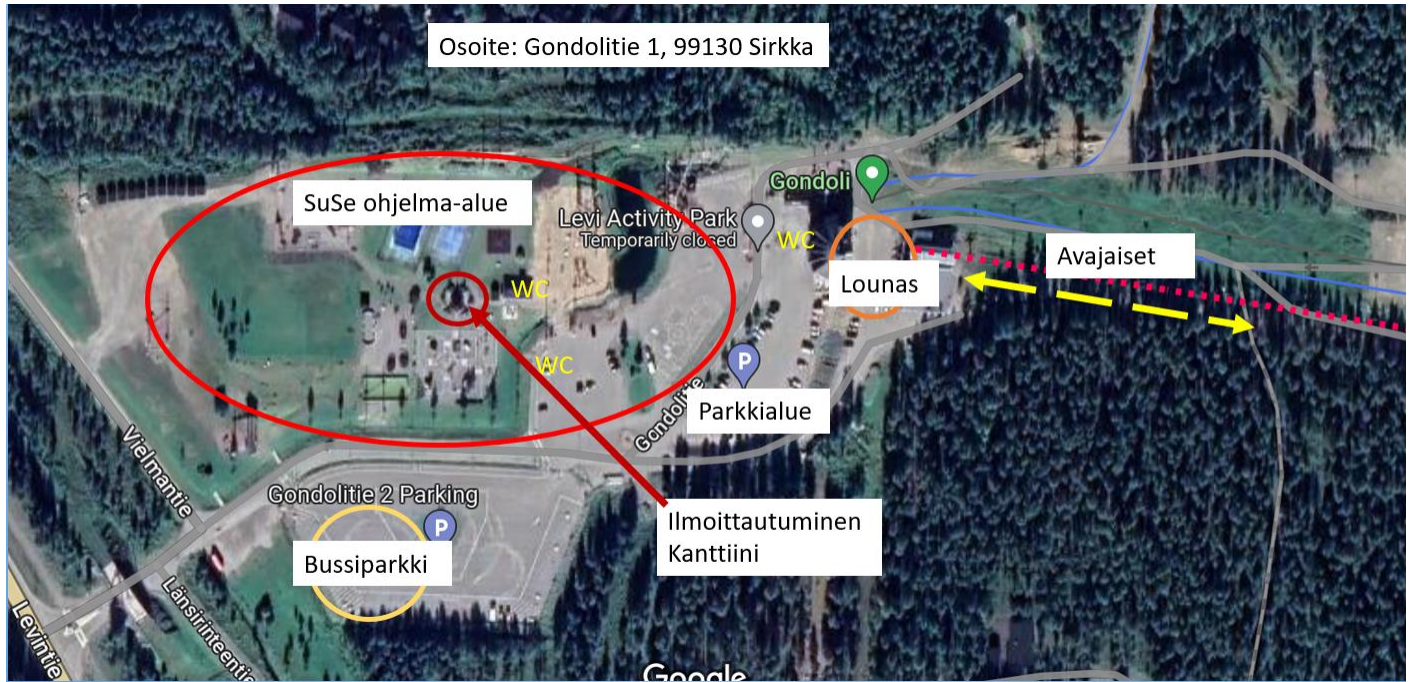 Osoite: Gondolitie 1, 99130 Sirkka
Gondoli
SuSe ohjelma-alue
Levi Activity Park
Temporarily closed
WC
Avajaiset
Lounas
WC
P
WC
Parkkialue
Gondolitie
Vielmantie
Gondolitie 2 Parking
P
Ilmoittautuminen
Kanttiini
Bussiparkki
Länsirinteentie
Levintie
Google